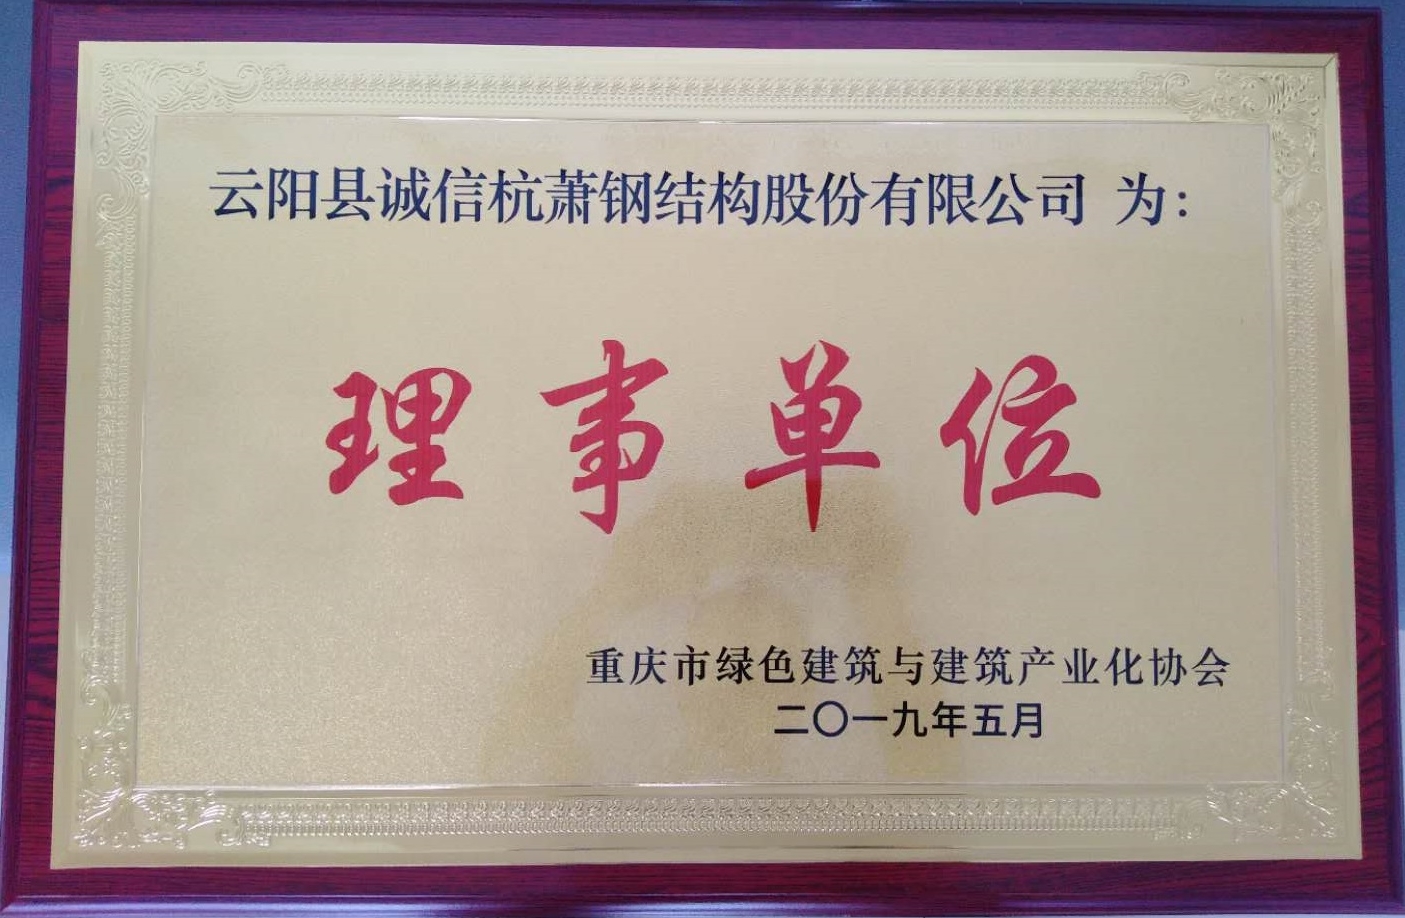 云阳县诚信杭萧钢结构股份有限公司 为：
理事单位
重庆市绿色建筑与建筑产业化协会
二〇一九年五月